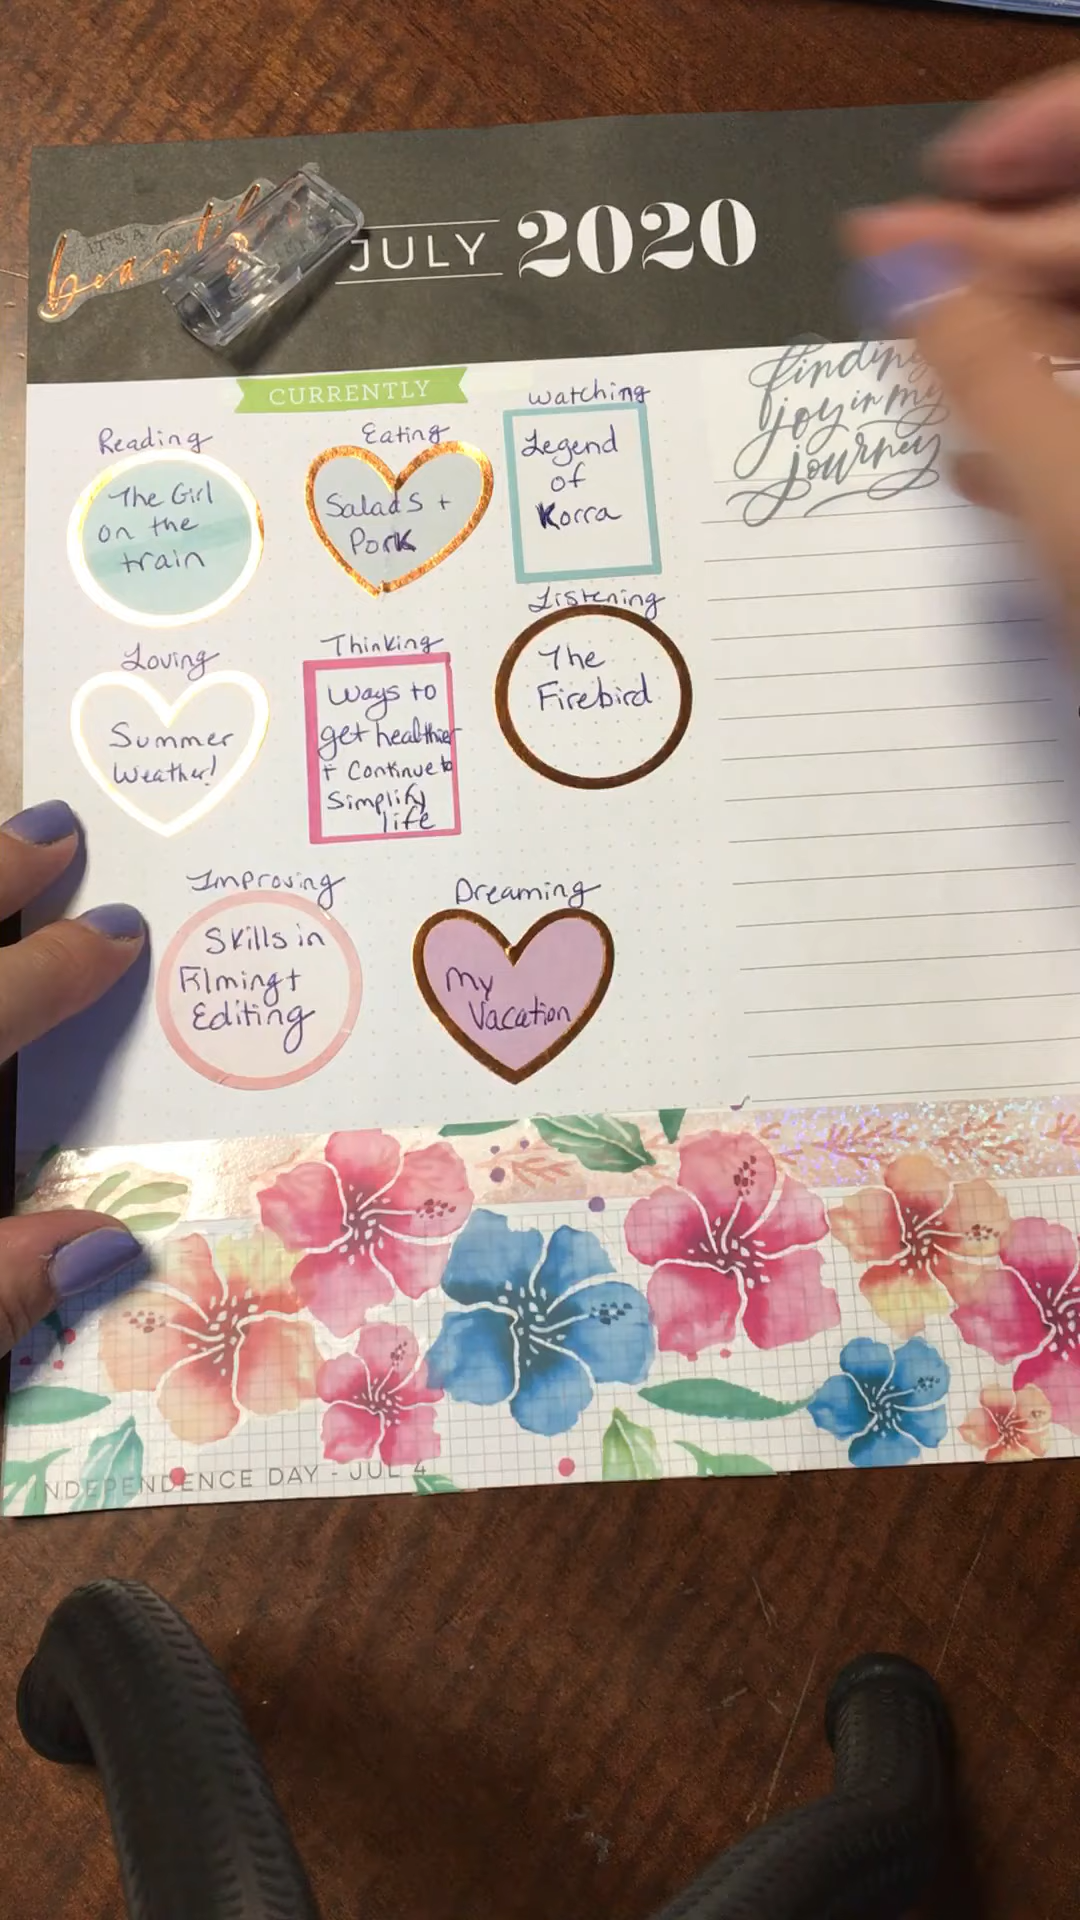 IT'S A
JULY 2020
CURRENTLY
finding
joy in my
journey
Reading
The Girl
on the
train
Eating
Salads +
Pork
Watching
Legend
of
Korra
Loving
Summer
Weather!
Thinking
Ways to
get healthier
+ Continue to
Simplify
life
Listening
The
Firebird
Improving
Skills in
Filming +
Editing
Dreaming
My
Vacation
INDEPENDENCE DAY - JUL 4